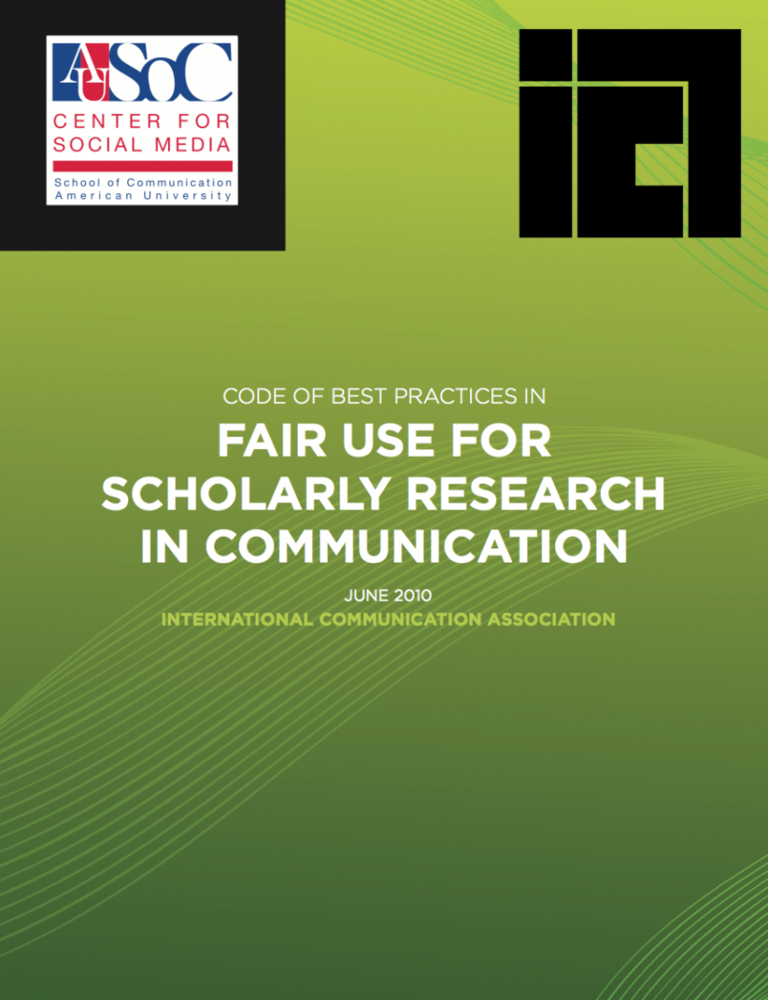 AUSOC
CENTER FOR
SOCIAL MEDIA
School of Communication
American University
ica
CODE OF BEST PRACTICES IN
FAIR USE FOR
SCHOLARLY RESEARCH
IN COMMUNICATION
JUNE 2010
INTERNATIONAL COMMUNICATION ASSOCIATION